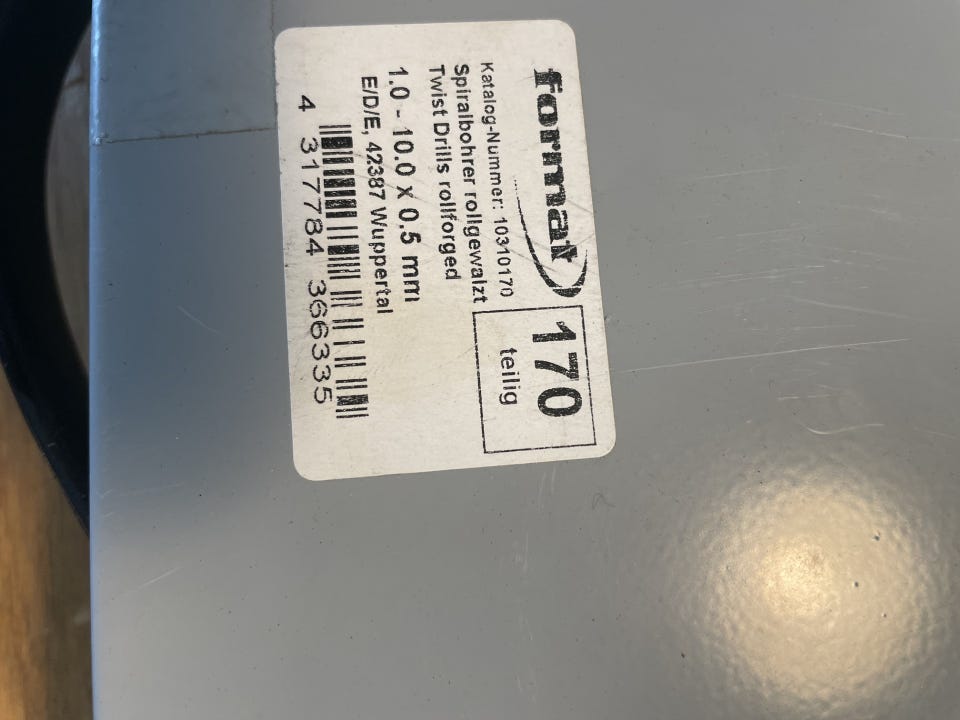 format
Katalog-Nummer: 10310170
Spiralbohrer rollgewalzt
Twist Drills rollforged
170
teilig
1.0 - 10.0 x 0.5 mm
E/D/E, 42387 Wuppertal
4 317784 366335